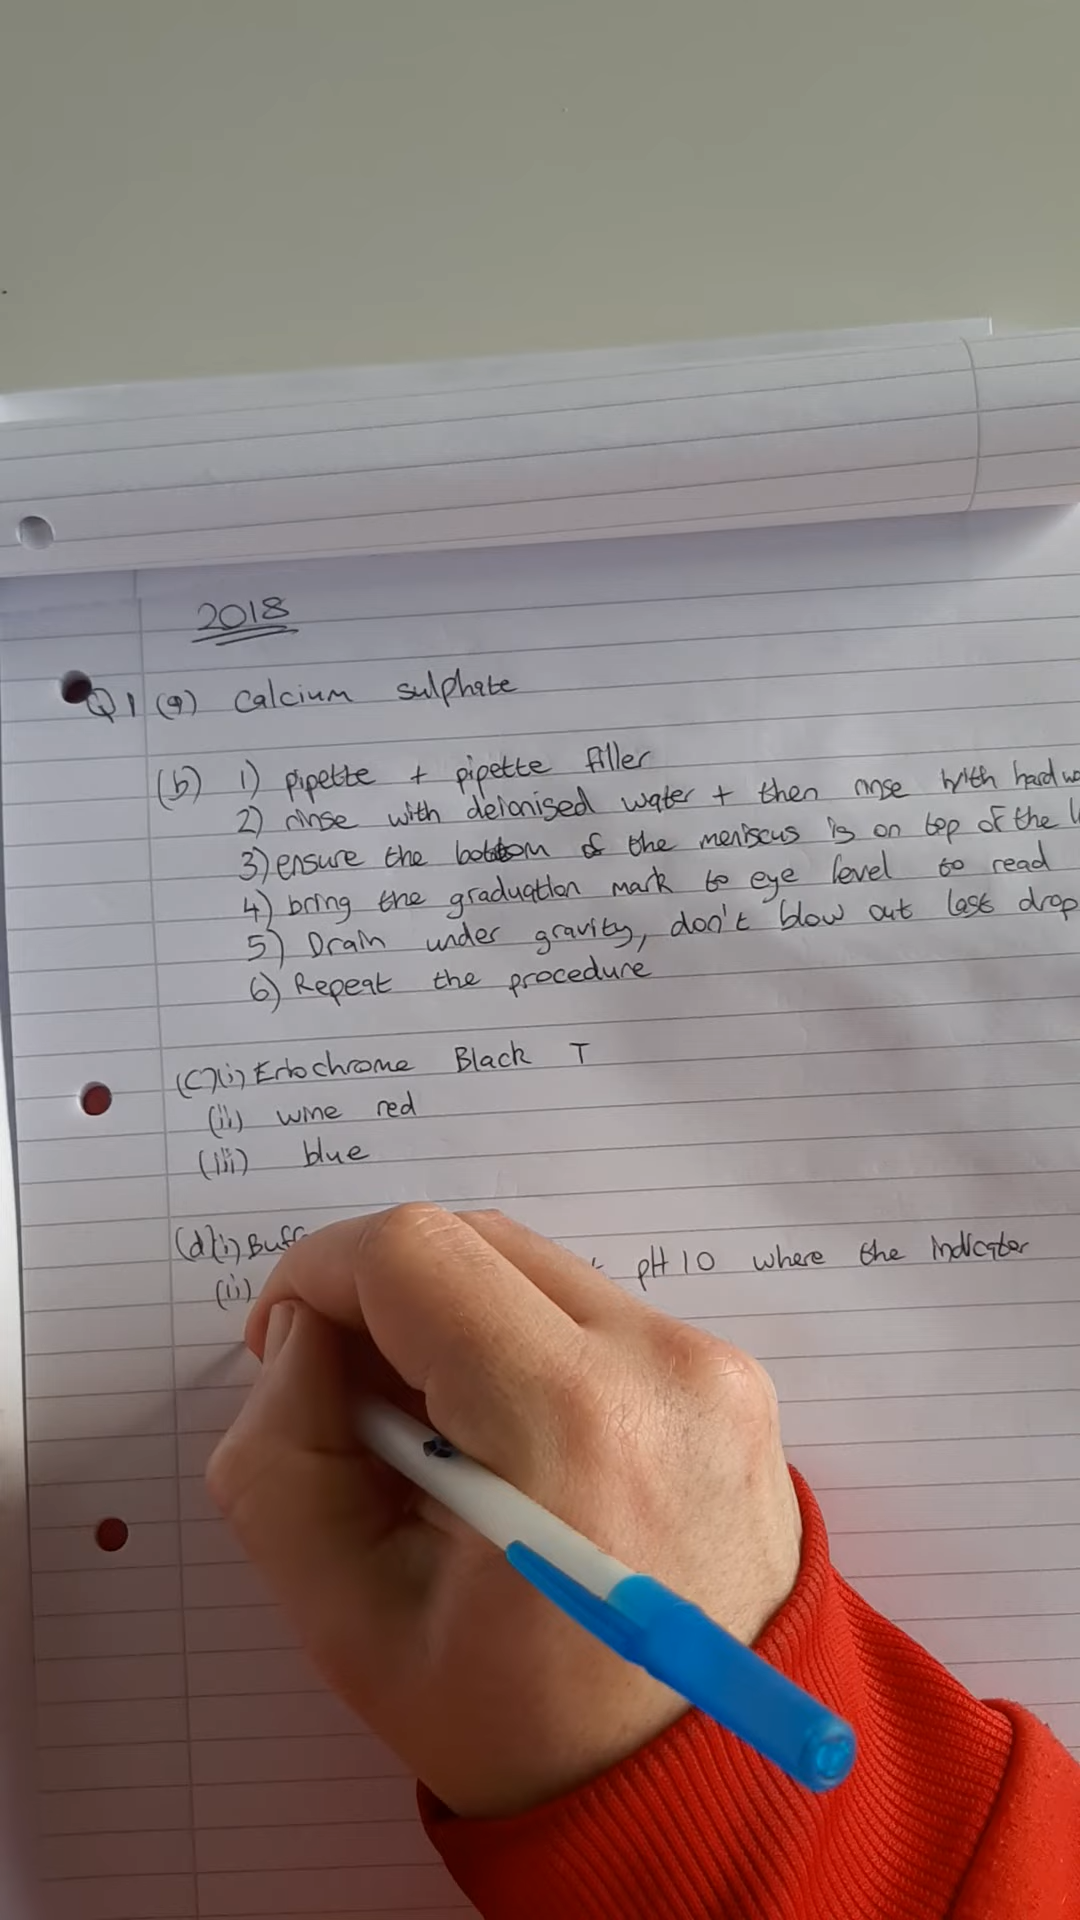 2018
Q1 (a) Calcium sulphate
(b) 1) pipette + pipette filler
2) rinse with deionised water + then rinse with hard
3) ensure the bottom of the meniscus is on top of the
4) bring the graduation mark to eye level to read
5) Drain under gravity, don't blow out last drop
6) Repeat the procedure
(c)(i) Eriochrome Black T
(ii) wine red
(iii) blue
(d)(i) pH 10 where the indicator
(ii)